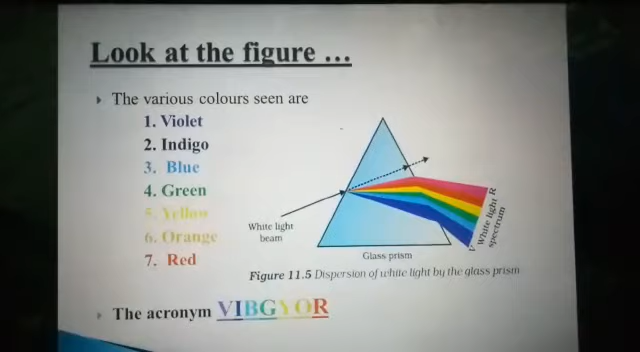 Look at the figure ...
The various colours seen are
1. Violet
2. Indigo
3. Blue
4. Green
5. Yellow
6. Orange
7. Red
White light
beam
Glass prism
V White light R
spectrum
Figure 11.5 Dispersion of white light by the glass prism
The acronym VIBGYOR